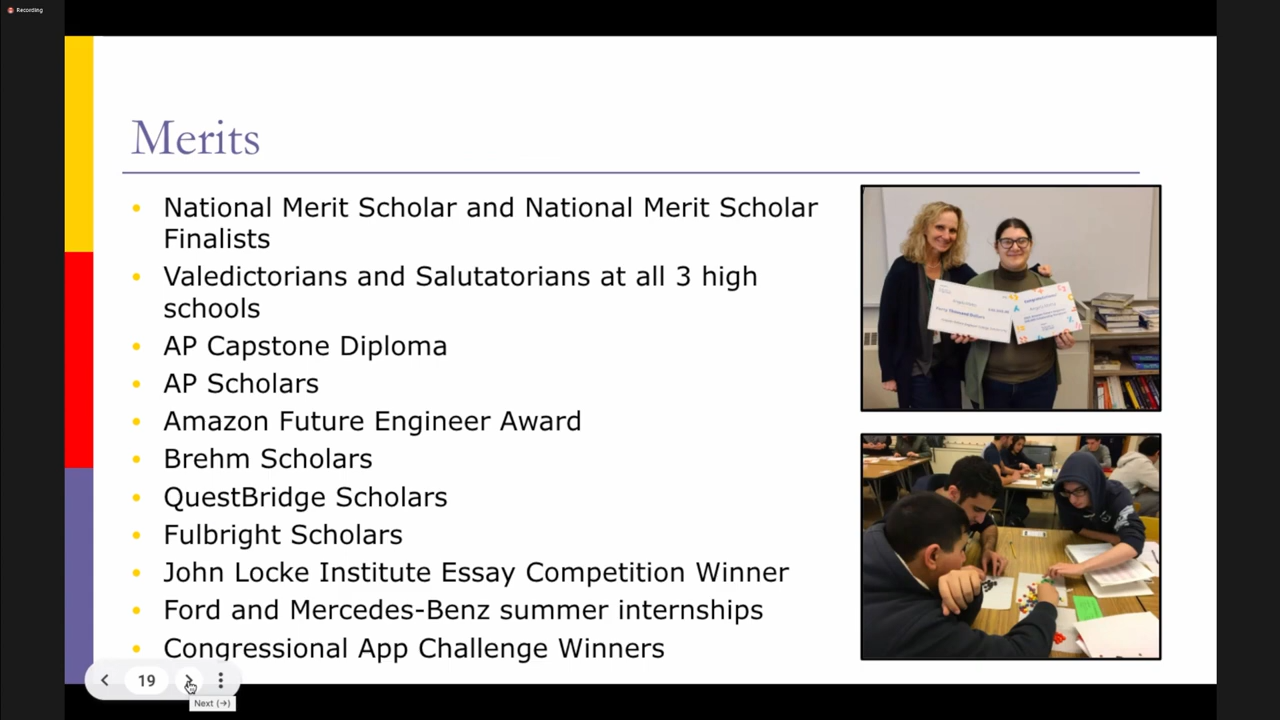 Recording
Merits
National Merit Scholar and National Merit Scholar
Finalists
Valedictorians and Salutatorians at all 3 high
schools
AP Capstone Diploma
AP Scholars
Amazon Future Engineer Award
Brehm Scholars
QuestBridge Scholars
Fulbright Scholars
John Locke Institute Essay Competition Winner
Ford and Mercedes-Benz summer internships
Congressional App Challenge Winners
19
Next (→)